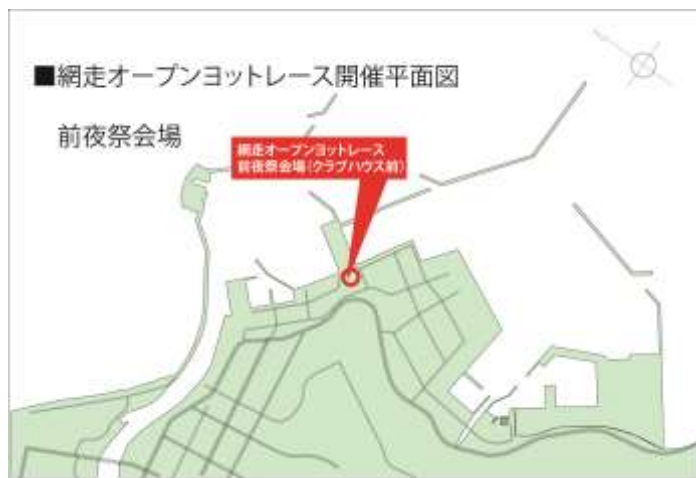 ■網走オープンヨットレース開催平面図
前夜祭会場
網走オープンヨットレース
前夜祭会場(クラブハウス前)